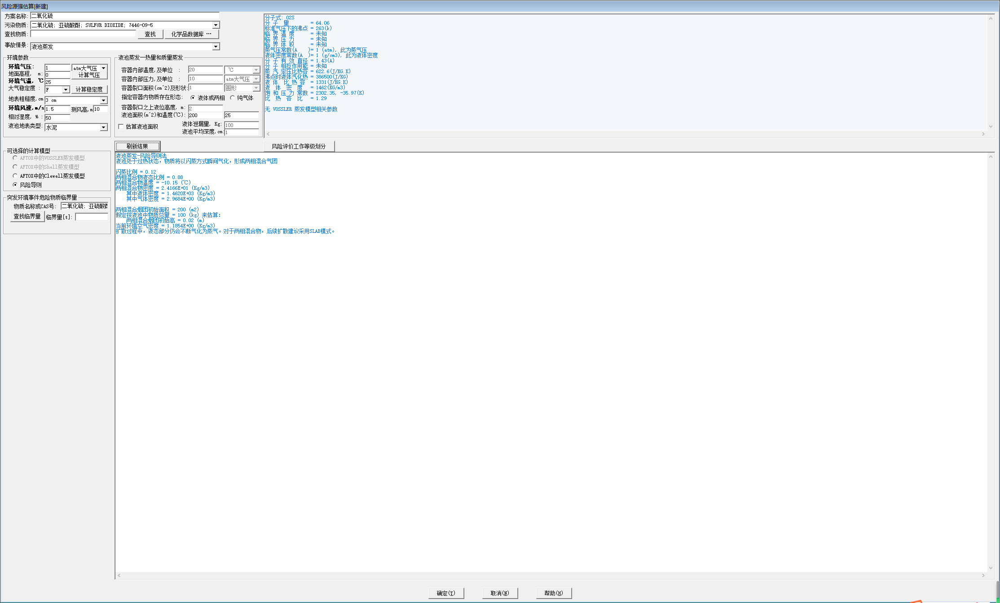 风险源强估算[新建]
方案名称: 二氧化硫
污染物质: 二氧化硫; 亚硫酸酐; SULFUR DIOXIDE; 7446-09-5
查找物质: 查找 化学品数据库 …
事故情景: 液池蒸发
环境参数
环境气压: 1 atm大气压
地面高程, m: 0 计算气压
环境气温, ℃ 25
大气稳定度 : F 计算稳定度
地表粗糙度,cm 3 cm
环境风速,m/s 1.5 测风高,m 10
相对湿度, % : 50
液池地表类型: 水泥
液池蒸发—热量和质量蒸发
容器内部温度,及单位 : 20 ℃
容器内部压力,及单位 : 10 atm大气压
容器裂口面积(cm^2)及形状: 1 圆形
指定容器内物质存在形态: 液体或两相 纯气体
容器裂口之上液位高度, m: 2
液池面积(m^2)和温度(℃): 200 25
估算液池面积 液体泄漏量, Kg: 100
液池平均深度,cm: 1
分子式: O2S
分 子 量 = 64.06
标准气压下的沸点 = 263(k)
临 界 温 度 = 未知
临 界 压 力 = 未知
临 界 体 积 = 未知
蒸气压常数(A )= 1 (atm), 此为蒸气压
液体密度常数(A )= 1 (g/cm3), 此为液体密度
分 子 有 效 直径 = 1.43(A)
分 子 相互作用能 = 未知
蒸 汽 定压比热容 = 622.6(J/KG.K)
沸点时液体汽化热 = 386500(J/KG)
液 体 比 热 容 = 1331(J/KG.K)
液 体 密 度 = 1462(KG/m3)
饱 和 压 力 常数 = 2302.35, -35.97(K)
比 热 容 比 = 1.29
无 VOSSLER 蒸发模型相关参数
刷新结果 风险评价工作等级划分
可选择的计算模型
AFTOX中的VOSSLER蒸发模型
AFTOX中的Shell蒸发模型
AFTOX中的Clewell蒸发模型
风险导则
突发环境事件危险物质临界量
物质名称或CAS号: 二氧化硫; 亚硫酸酐
查找临界量 临界量[t]:
液池蒸发-风险导则法
液池处于过热状态，物质将以闪蒸方式瞬间气化，形成两相混合气团
闪蒸比例 = 0.12
两相混合物液态比例 = 0.88
两相混合物温度 = -10.15 (℃)
两相混合物密度 = 2.4166E+01 (Kg/m3)
其中液体密度 = 1.4620E+03 (Kg/m3)
其中气体密度 = 2.9684E+00 (Kg/m3)
两相混合烟团初始面积 = 200 (m2)
假定按液池中物质总量 = 100 (kg) 来估算:
两相混合烟团初始高 = 0.02 (m)
当前环境空气密度 = 1.1854E+00 (Kg/m3)
扩散过程中，液态部分仍会不断气化为蒸气。对于两相混合物，后续扩散建议采用SLAB模式。
确定(Y) 取消(N) 帮助(H)